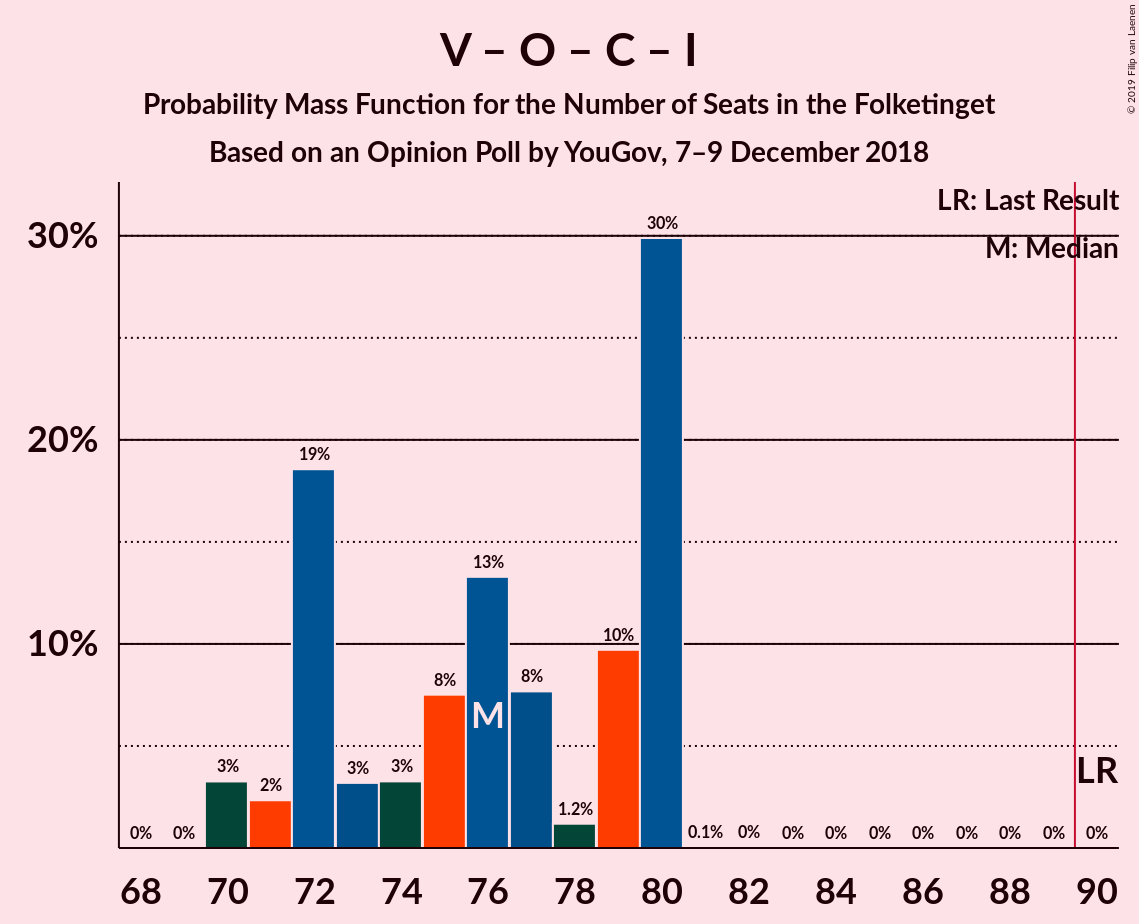 V – O – C – I
Probability Mass Function for the Number of Seats in the Folketinget
Based on an Opinion Poll by YouGov, 7–9 December 2018
© 2019 Filip van Laenen
LR: Last Result
M: Median
30%
20%
10%
0% 0% 3% 2% 19% 3% 3% 8% 13% 8% 1.2% 10% 30% 0.1% 0% 0% 0% 0% 0% 0% 0% 0% 0%
M
LR
68 70 72 74 76 78 80 82 84 86 88 90